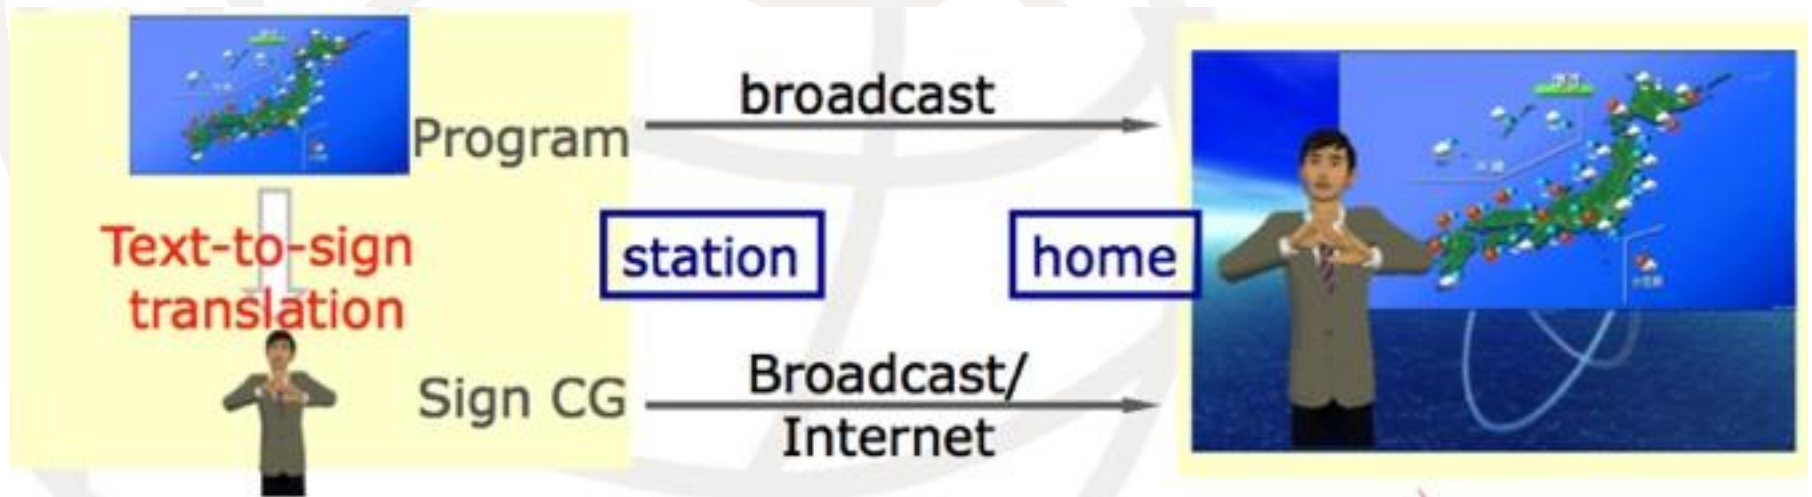 Program
broadcast
Text-to-sign
translation
station
home
Sign CG
Broadcast/
Internet